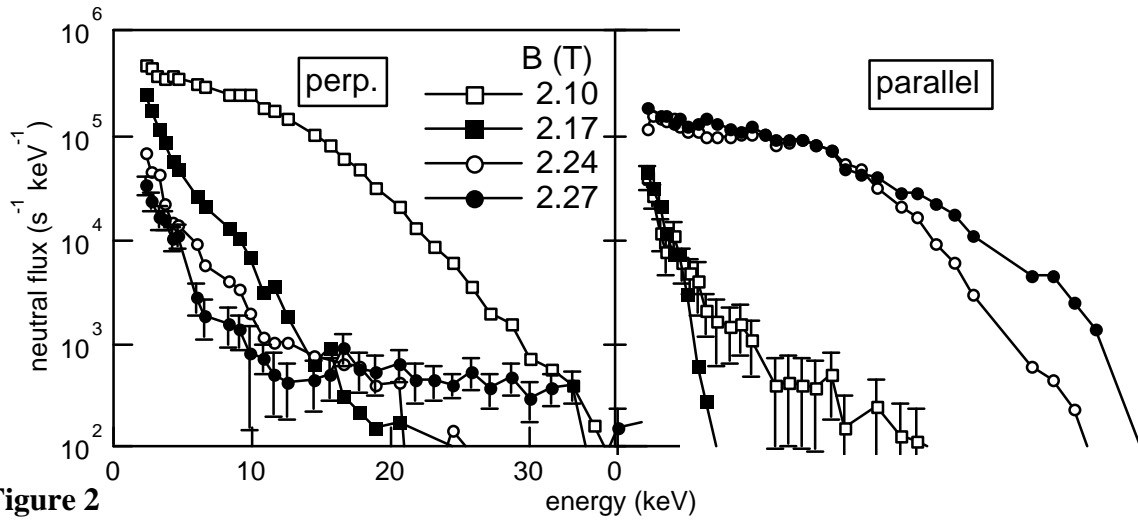 10^6
10^5
10^4
10^3
10^2
neutral flux (s^-1 keV^-1)
perp.
B (T)
2.10
2.17
2.24
2.27
parallel
0
10
20
30
0
energy (keV)
Figure 2